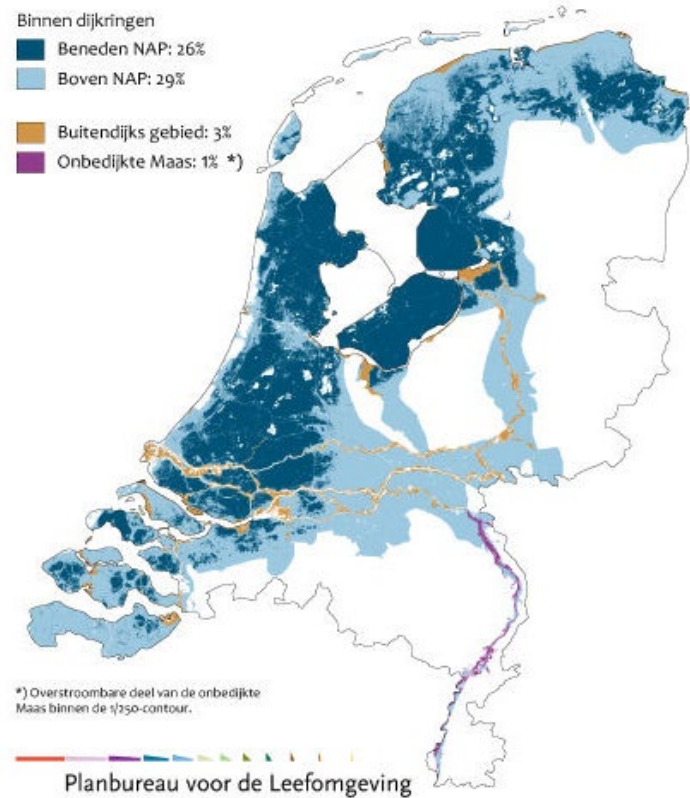 Binnen dijkringen
Beneden NAP: 26%
Boven NAP: 29%
Buitendijks gebied: 3%
Onbedijkte Maas: 1% *)
*) Overstroombare deel van de onbedijkte
Maas binnen de 1/250-contour.
Planbureau voor de Leefomgeving